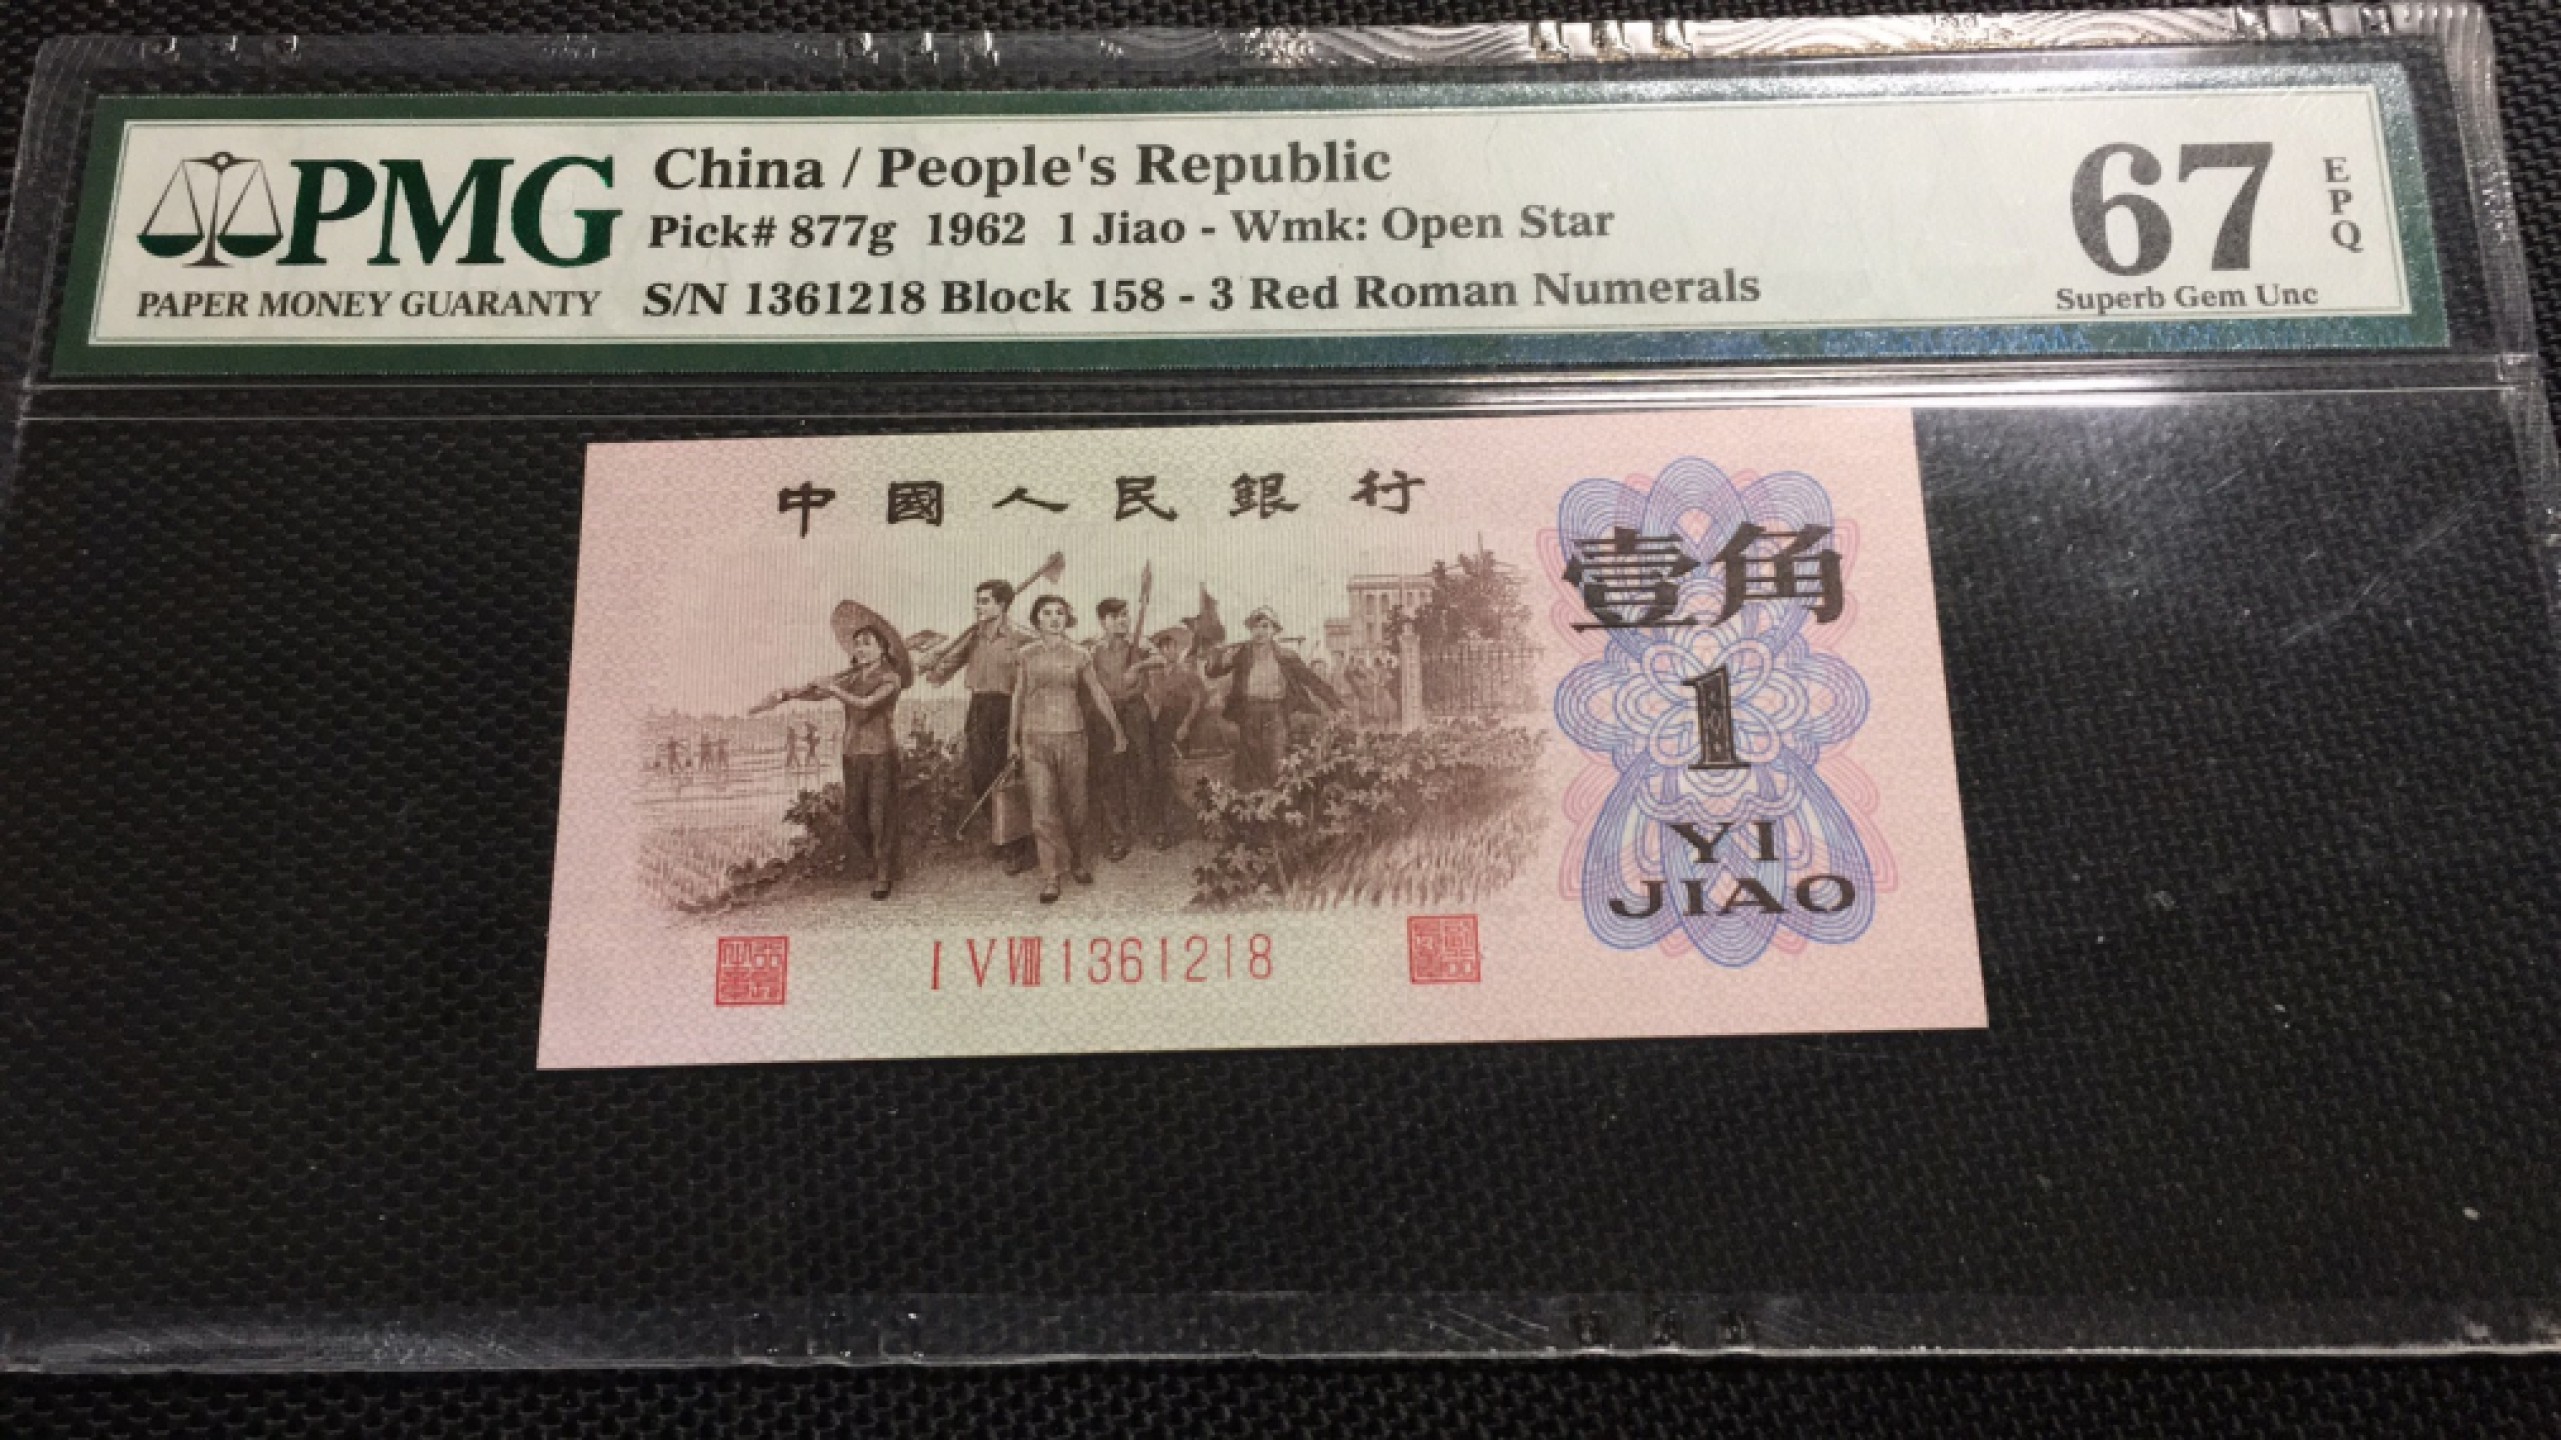 PMG
PAPER MONEY GUARANTY
China / People's Republic
Pick# 877g 1962 1 Jiao - Wmk: Open Star
S/N 1361218 Block 158 - 3 Red Roman Numerals
67
EPQ
Superb Gem Unc
中國人民銀行
壹角
1
YI
JIAO
I V VIII 1361218